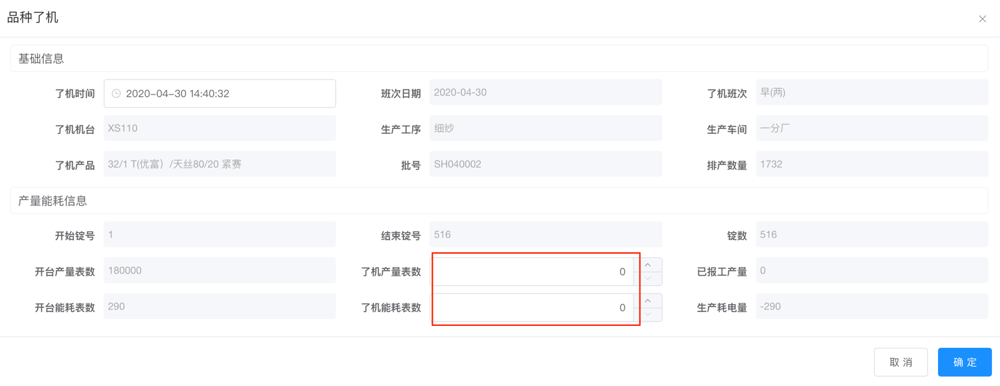 品种了机
基础信息
了机时间 2020-04-30 14:40:32 班次日期 2020-04-30 了机班次 早(两)
了机机台 XS110 生产工序 细纱 生产车间 一分厂
了机产品 32/1 T(优富）/天丝80/20 紧赛 批号 SH040002 排产数量 1732
产量能耗信息
开始锭号 1 结束锭号 516 锭数 516
开台产量表数 180000 了机产量表数 0 已报工产量 0
开台能耗表数 290 了机能耗表数 0 生产耗电量 -290
取 消 确 定